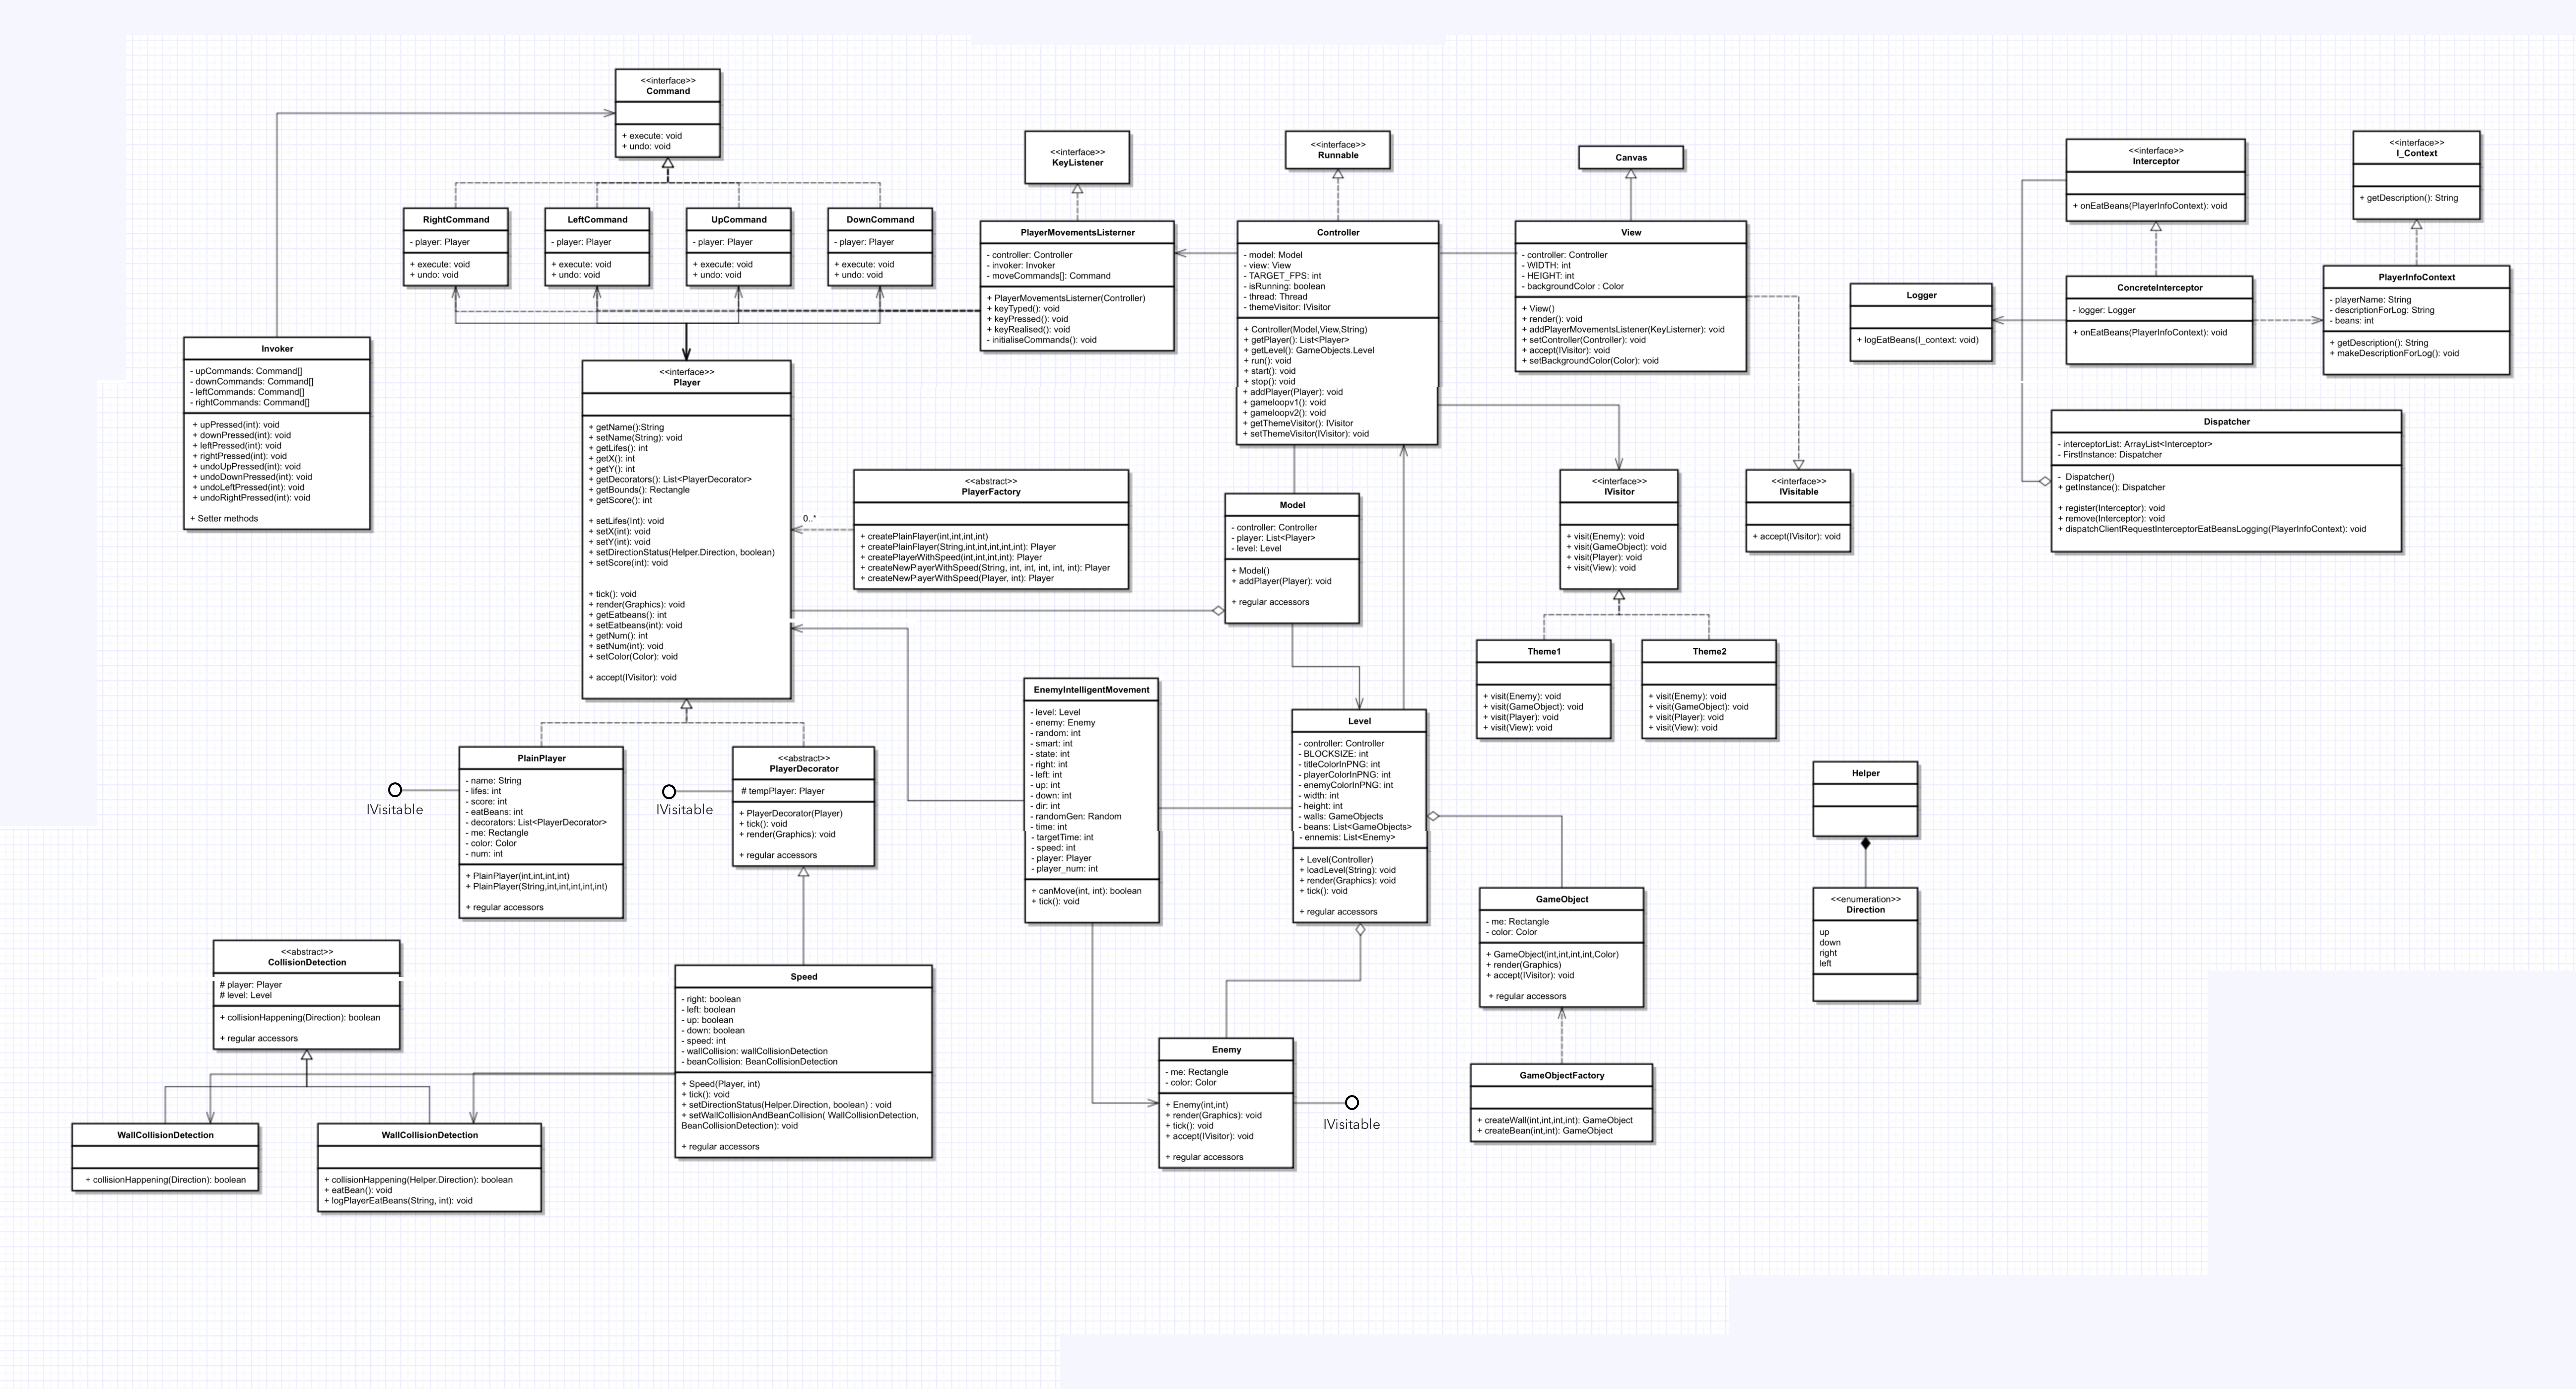 <<interface>>
Command
+ execute: void
+ undo: void
RightCommand
- player: Player
+ execute: void
+ undo: void
LeftCommand
- player: Player
+ execute: void
+ undo: void
UpCommand
- player: Player
+ execute: void
+ undo: void
DownCommand
- player: Player
+ execute: void
+ undo: void
Invoker
- upCommands: Command[]
- downCommands: Command[]
- leftCommands: Command[]
- rightCommands: Command[]
+ upPressed(int): void
+ downPressed(int): void
+ leftPressed(int): void
+ rightPressed(int): void
+ undoUpPressed(int): void
+ undoDownPressed(int): void
+ undoLeftPressed(int): void
+ undoRightPressed(int): void
+ Setter methods
<<interface>>
KeyListener
PlayerMovementsListerner
- controller: Controller
- invoker: Invoker
- moveCommands[]: Command
+ PlayerMovementsListerner(Controller)
+ keyTyped(): void
+ keyPressed(): void
+ keyRealised(): void
- initialiseCommands(): void
<<interface>>
Runnable
Controller
- model: Model
- view: View
- TARGET_FPS: int
- isRunning: boolean
- thread: Thread
- themeVisitor: IVisitor
+ Controller(Model,View,String)
+ getPlayer(): List<Player>
+ getLevel(): GameObjects.Level
+ run(): void
+ start(): void
+ stop(): void
+ addPlayer(Player): void
+ gameloopv1(): void
+ gameloopv2(): void
+ getThemeVisitor(): IVisitor
+ setThemeVisitor(IVisitor): void
Canvas
View
- controller: Controller
- WIDTH: int
- HEIGHT: int
- backgroundColor : Color
+ View()
+ render(): void
+ addPlayerMovementsListener(KeyListerner): void
+ setController(Controller): void
+ accept(IVisitor): void
+ setBackgroundColor(Color): void
<<interface>>
Interceptor
+ onEatBeans(PlayerInfoContext): void
<<interface>>
I_Context
+ getDescription(): String
Logger
+ logEatBeans(I_context: void)
ConcreteInterceptor
- logger: Logger
+ onEatBeans(PlayerInfoContext): void
PlayerInfoContext
- playerName: String
- descriptionForLog: String
- beans: int
+ getDescription(): String
+ makeDescriptionForLog(): void
Dispatcher
- interceptorList: ArrayList<Interceptor>
- FirstInstance: Dispatcher
- Dispatcher()
+ getInstance(): Dispatcher
+ register(Interceptor): void
+ remove(Interceptor): void
+ dispatchClientRequestInterceptorEatBeansLogging(PlayerInfoContext): void
<<interface>>
Player
+ getName():String
+ setName(String): void
+ getLifes(): int
+ getX(): int
+ getY(): int
+ getDecorators(): List<PlayerDecorator>
+ getBounds(): Rectangle
+ getScore(): int
+ setLifes(Int): void
+ setX(int): void
+ setY(int): void
+ setDirectionStatus(Helper.Direction, boolean)
+ setScore(int): void
+ tick(): void
+ render(Graphics): void
+ getEatbeans(): int
+ setEatbeans(int): void
+ getNum(): int
+ setNum(int): void
+ setColor(Color): void
+ accept(IVisitor): void
0..*
<<abstract>>
PlayerFactory
+ createPlainPlayer(int,int,int,int)
+ createPlainPlayer(String,int,int,int,int,int): Player
+ createPlayerWithSpeed(int,int,int,int): Player
+ createNewPlayerWithSpeed(String, int, int, int, int, int): Player
+ createNewPlayerWithSpeed(Player, int): Player
Model
- controller: Controller
- player: List<Player>
- level: Level
+ Model()
+ addPlayer(Player): void
+ regular accessors
<<interface>>
IVisitor
+ visit(Enemy): void
+ visit(GameObject): void
+ visit(Player): void
+ visit(View): void
<<interface>>
IVisitable
+ accept(IVisitor): void
Theme1
+ visit(Enemy): void
+ visit(GameObject): void
+ visit(Player): void
+ visit(View): void
Theme2
+ visit(Enemy): void
+ visit(GameObject): void
+ visit(Player): void
+ visit(View): void
EnemyIntelligentMovement
- level: Level
- enemy: Enemy
- random: int
- smart: int
- state: int
- right: int
- left: int
- up: int
- down: int
- dir: int
- randomGen: Random
- time: int
- targetTime: int
- speed: int
- player: Player
- player_num: int
+ canMove(int, int): boolean
+ tick(): void
Level
- controller: Controller
- BLOCKSIZE: int
- titleColorInPNG: int
- playerColorInPNG: int
- enemyColorInPNG: int
- width: int
- height: int
- walls: GameObjects
- beans: List<GameObjects>
- ennemis: List<Enemy>
+ Level(Controller)
+ loadLevel(String): void
+ render(Graphics): void
+ tick(): void
+ regular accessors
IVisitable
PlainPlayer
- name: String
- lifes: int
- score: int
- eatBeans: int
- decorators: List<PlayerDecorator>
- me: Rectangle
- color: Color
- num: int
+ PlainPlayer(int,int,int,int)
+ PlainPlayer(String,int,int,int,int,int)
+ regular accessors
IVisitable
<<abstract>>
PlayerDecorator
# tempPlayer: Player
+ PlayerDecorator(Player)
+ tick(): void
+ render(Graphics): void
+ regular accessors
Helper
<<enumeration>>
Direction
up
down
right
left
GameObject
- me: Rectangle
- color: Color
+ GameObject(int,int,int,int,Color)
+ render(Graphics)
+ accept(IVisitor): void
+ regular accessors
<<abstract>>
CollisionDetection
# player: Player
# level: Level
+ collisionHappening(Direction): boolean
+ regular accessors
Speed
- right: boolean
- left: boolean
- up: boolean
- down: boolean
- speed: int
- wallCollision: wallCollisionDetection
- beanCollision: BeanCollisionDetection
+ Speed(Player, int)
+ tick(): void
+ setDirectionStatus(Helper.Direction, boolean) : void
+ setWallCollisionAndBeanCollision( WallCollisionDetection,
BeanCollisionDetection): void
+ regular accessors
Enemy
- me: Rectangle
- color: Color
+ Enemy(int,int)
+ render(Graphics): void
+ tick(): void
+ accept(IVisitor): void
+ regular accessors
IVisitable
GameObjectFactory
+ createWall(int,int,int,int): GameObject
+ createBean(int,int): GameObject
WallCollisionDetection
+ collisionHappening(Direction): boolean
WallCollisionDetection
+ collisionHappening(Helper.Direction): boolean
+ eatBean(): void
+ logPlayerEatBeans(String, int): void